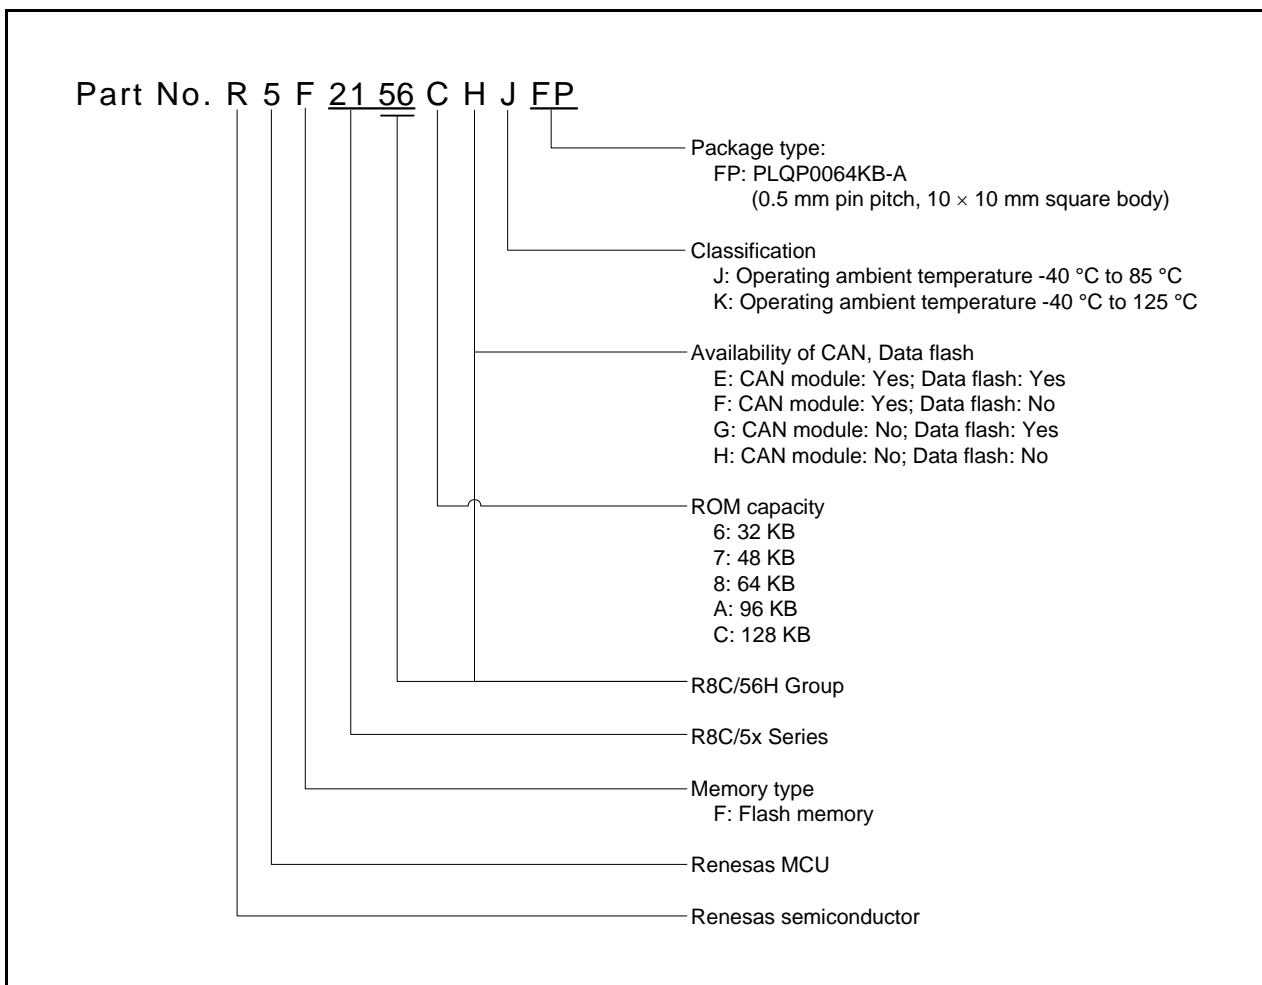 Part No. R 5 F 21 56 C H J FP
Package type:
FP: PLQP0064KB-A
(0.5 mm pin pitch, 10 × 10 mm square body)
Classification
J: Operating ambient temperature -40 °C to 85 °C
K: Operating ambient temperature -40 °C to 125 °C
Availability of CAN, Data flash
E: CAN module: Yes; Data flash: Yes
F: CAN module: Yes; Data flash: No
G: CAN module: No; Data flash: Yes
H: CAN module: No; Data flash: No
ROM capacity
6: 32 KB
7: 48 KB
8: 64 KB
A: 96 KB
C: 128 KB
R8C/56H Group
R8C/5x Series
Memory type
F: Flash memory
Renesas MCU
Renesas semiconductor